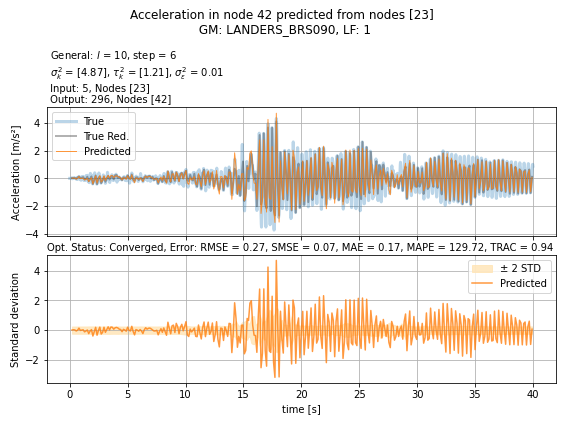 Acceleration in node 42 predicted from nodes [23]
GM: LANDERS_BRS090, LF: 1
General: l = 10, step = 6
σ²ₖ = [4.87], τ²ₖ = [1.21], σ²ε = 0.01
Input: 5, Nodes [23]
Output: 296, Nodes [42]
True
True Red.
Predicted
Acceleration [m/s²]
4
2
0
−2
−4
Opt. Status: Converged, Error: RMSE = 0.27, SMSE = 0.07, MAE = 0.17, MAPE = 129.72, TRAC = 0.94
± 2 STD
Predicted
Standard deviation
4
2
0
−2
0 5 10 15 20 25 30 35 40
time [s]